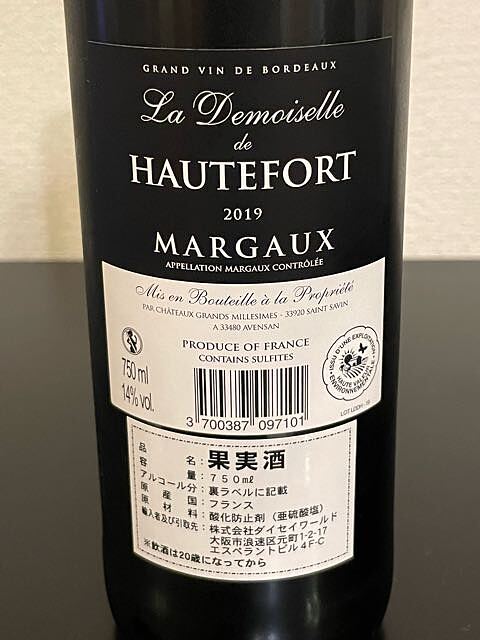 GRAND VIN DE BORDEAUX
La Demoiselle
de
HAUTEFORT
2019
MARGAUX
APPELLATION MARGAUX CONTRÔLÉE
Mis en Bouteille à la Propriété
PAR CHÂTEAUX GRANDS MILLESIMES - 33920 SAINT SAVIN
A 33480 AVENSAN
PRODUCE OF FRANCE
CONTAINS SULFITES
750 ml
14% vol.
ISSU D'UNE EXPLOITATION
HAUTE VALEUR
ENVIRONNEMENTALE
3 700387 097101
品名：果実酒
容量：７５０㎖
アルコール分：裏ラベルに記載
原産国：フランス
原材料：酸化防止剤（亜硫酸塩）
輸入者及び引取先：株式会社ダイセイワールド
大阪市浪速区元町1-2-17
エスペラントビル４F-C
※飲酒は20歳になってから